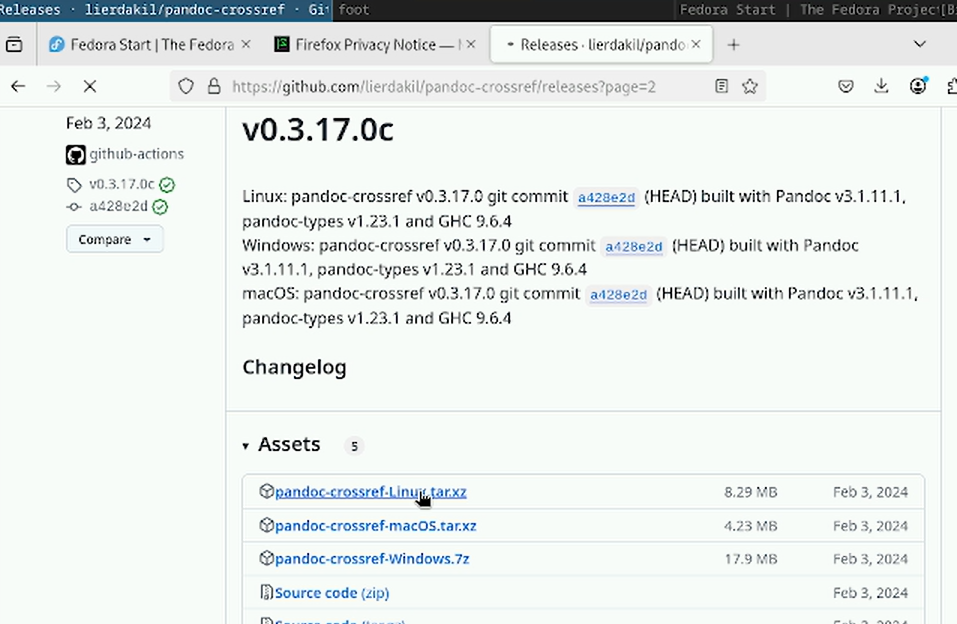 Releases · lierdakil/pandoc-crossref · Gi
foot
Fedora Start | The Fedora Projec
Fedora Start | The Fedora
Firefox Privacy Notice —
Releases · lierdakil/pando
https://github.com/lierdakil/pandoc-crossref/releases?page=2
Feb 3, 2024
github-actions
v0.3.17.0c
a428e2d
Compare
v0.3.17.0c
Linux: pandoc-crossref v0.3.17.0 git commit a428e2d (HEAD) built with Pandoc v3.1.11.1,
pandoc-types v1.23.1 and GHC 9.6.4
Windows: pandoc-crossref v0.3.17.0 git commit a428e2d (HEAD) built with Pandoc
v3.1.11.1, pandoc-types v1.23.1 and GHC 9.6.4
macOS: pandoc-crossref v0.3.17.0 git commit a428e2d (HEAD) built with Pandoc v3.1.11.1,
pandoc-types v1.23.1 and GHC 9.6.4
Changelog
Assets 5
pandoc-crossref-Linux.tar.xz 8.29 MB Feb 3, 2024
pandoc-crossref-macOS.tar.xz 4.23 MB Feb 3, 2024
pandoc-crossref-Windows.7z 17.9 MB Feb 3, 2024
Source code (zip) Feb 3, 2024